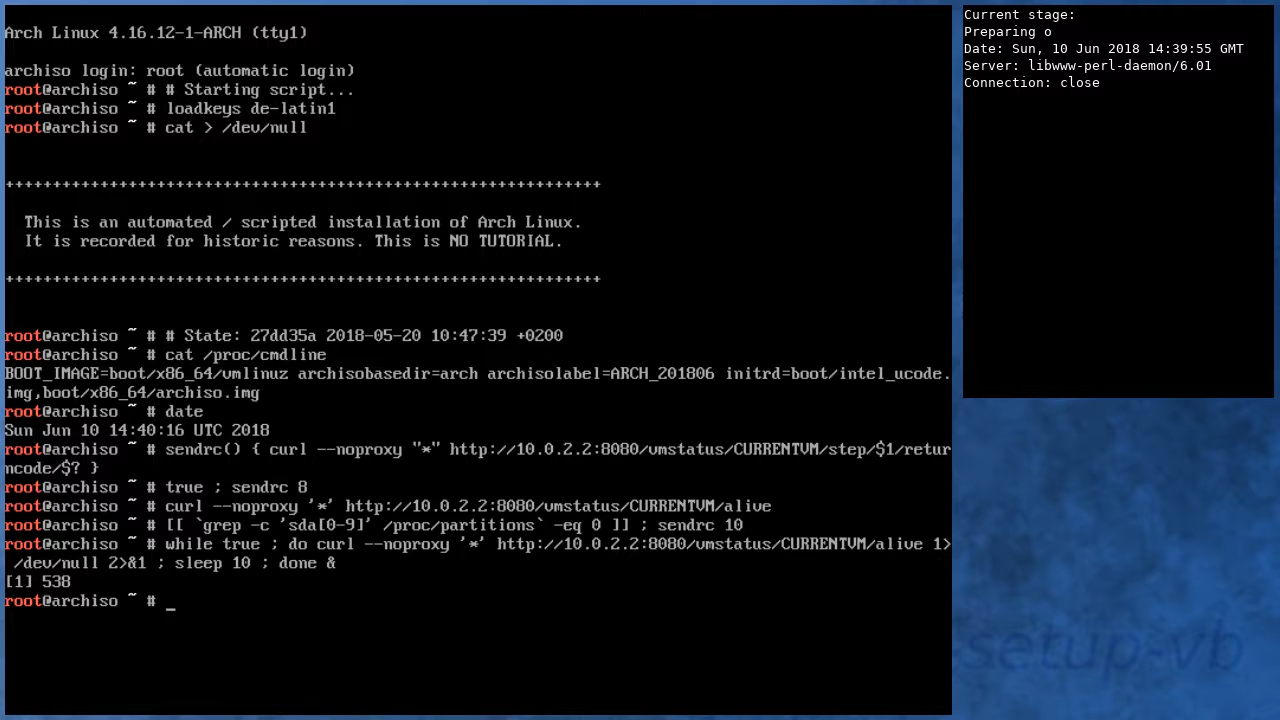 Arch Linux 4.16.12-1-ARCH (tty1)
archiso login: root (automatic login)
root@archiso ~ # # Starting script...
root@archiso ~ # loadkeys de-latin1
root@archiso ~ # cat > /dev/null
+++++++++++++++++++++++++++++++++++++++++++++++++++++++++++++++
This is an automated / scripted installation of Arch Linux.
It is recorded for historic reasons. This is NO TUTORIAL.
+++++++++++++++++++++++++++++++++++++++++++++++++++++++++++++++
root@archiso ~ # # State: 27dd35a 2018-05-20 10:47:39 +0200
root@archiso ~ # cat /proc/cmdline
BOOT_IMAGE=boot/x86_64/vmlinuz archisobasedir=arch archisolabel=ARCH_201806 initrd=boot/intel_ucode.
img,boot/x86_64/archiso.img
root@archiso ~ # date
Sun Jun 10 14:40:16 UTC 2018
root@archiso ~ # sendrc() { curl --noproxy "*" http://10.0.2.2:8080/vmstatus/CURRENTVM/step/$1/retur
ncode/$? }
root@archiso ~ # true ; sendrc 8
root@archiso ~ # curl --noproxy '*' http://10.0.2.2:8080/vmstatus/CURRENTVM/alive
root@archiso ~ # [[ `grep -c 'sda[0-9]' /proc/partitions` -eq 0 ]] ; sendrc 10
root@archiso ~ # while true ; do curl --noproxy '*' http://10.0.2.2:8080/vmstatus/CURRENTVM/alive 1>
/dev/null 2>&1 ; sleep 10 ; done &
[1] 538
root@archiso ~ # _
Current stage:
Preparing o
Date: Sun, 10 Jun 2018 14:39:55 GMT
Server: libwww-perl-daemon/6.01
Connection: close
setup-vb